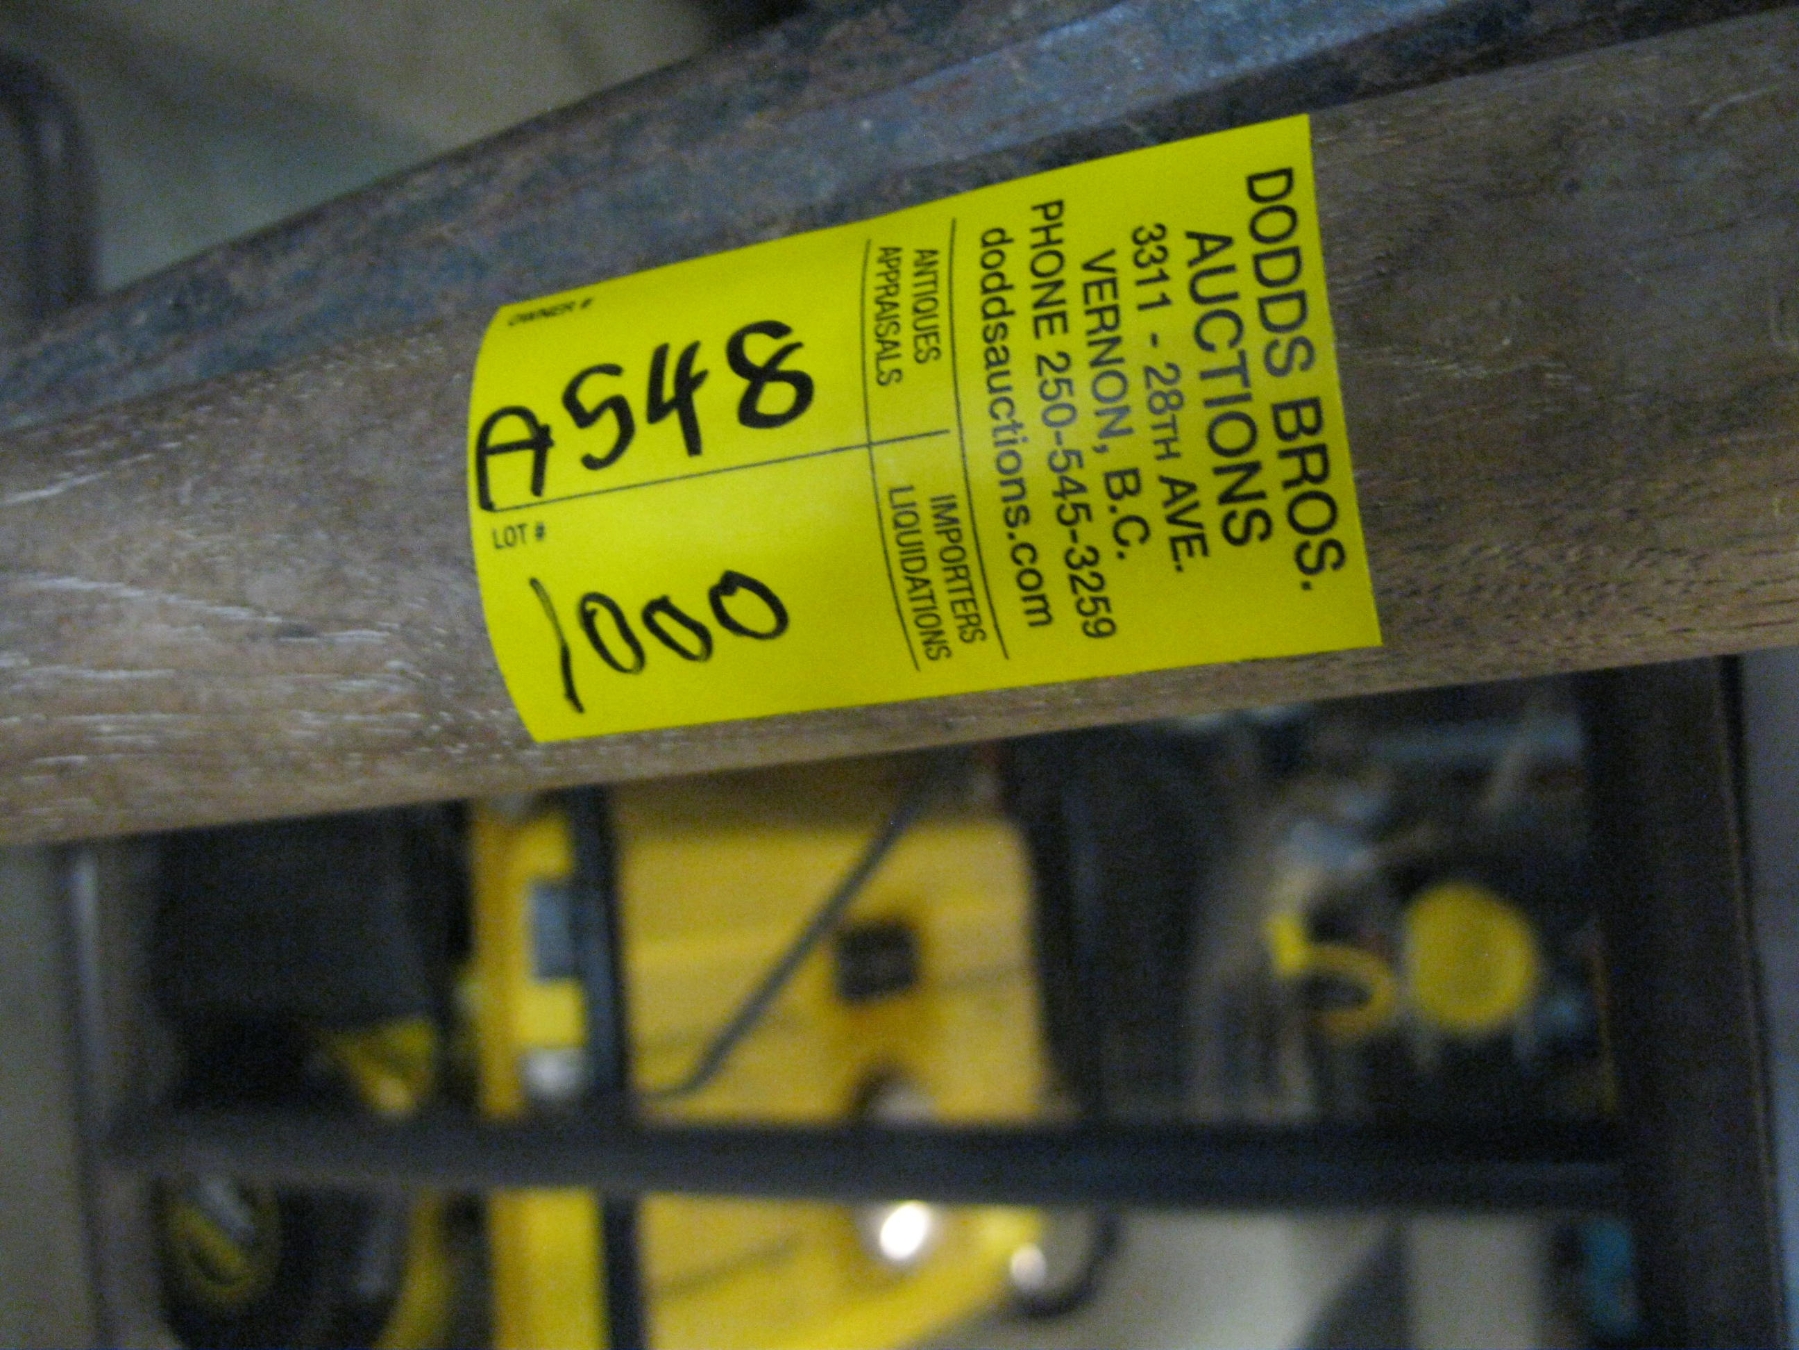 DODDS BROS.
AUCTIONS
3311 - 28TH AVE.
VERNON, B.C.
PHONE 250-545-3259
doddsauctions.com
ANTIQUES
APPRAISALS
IMPORTERS
LIQUIDATIONS
OWNER #
A548
LOT #
1000